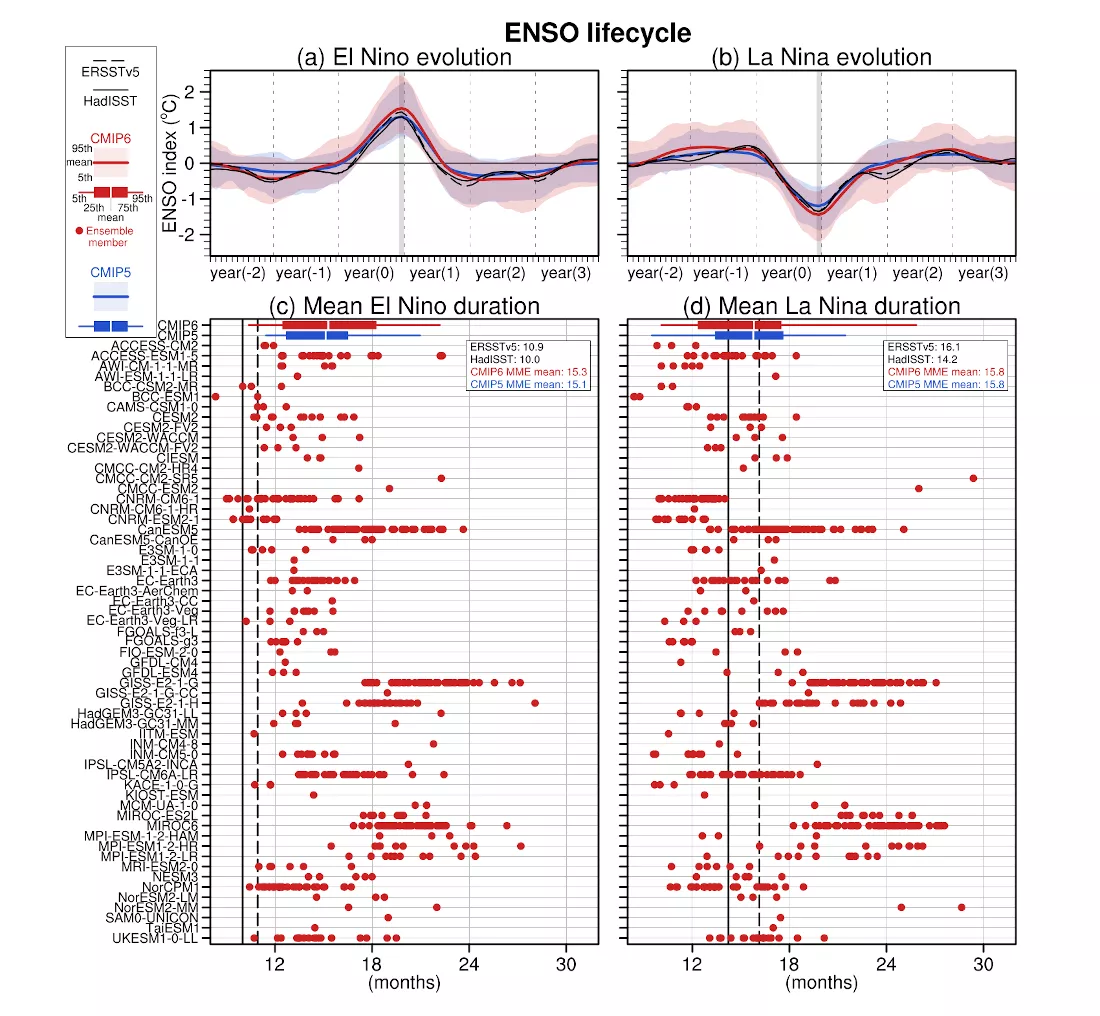 ENSO lifecycle
(a) El Nino evolution
(b) La Nina evolution
ERSSTv5
HadISST
CMIP6
95th
mean
5th
5th 95th
25th 75th
mean
Ensemble
member
CMIP5
ENSO index (°C)
2
1
0
-1
-2
year(-2) year(-1) year(0) year(1) year(2) year(3)
year(-2) year(-1) year(0) year(1) year(2) year(3)
(c) Mean El Nino duration
(d) Mean La Nina duration
ERSSTv5: 10.9
HadISST: 10.0
CMIP6 MME mean: 15.3
CMIP5 MME mean: 15.1
ERSSTv5: 16.1
HadISST: 14.2
CMIP6 MME mean: 15.8
CMIP5 MME mean: 15.8
CMIP6
CMIP5
ACCESS-CM2
ACCESS-ESM1-5
AWI-CM-1-1-MR
AWI-ESM-1-1-LR
BCC-CSM2-MR
BCC-ESM1
CAMS-CSM1-0
CESM2
CESM2-FV2
CESM2-WACCM
CESM2-WACCM-FV2
CIESM
CMCC-CM2-HR4
CMCC-CM2-SR5
CMCC-ESM2
CNRM-CM6-1
CNRM-CM6-1-HR
CNRM-ESM2-1
CanESM5
CanESM5-CanOE
E3SM-1-0
E3SM-1-1
E3SM-1-1-ECA
EC-Earth3
EC-Earth3-AerChem
EC-Earth3-CC
EC-Earth3-Veg
EC-Earth3-Veg-LR
FGOALS-f3-L
FGOALS-g3
FIO-ESM-2-0
GFDL-CM4
GFDL-ESM4
GISS-E2-1-G
GISS-E2-1-G-CC
GISS-E2-1-H
HadGEM3-GC31-LL
HadGEM3-GC31-MM
IITM-ESM
INM-CM4-8
INM-CM5-0
IPSL-CM5A2-INCA
IPSL-CM6A-LR
KACE-1-0-G
KIOST-ESM
MCM-UA-1-0
MIROC-ES2L
MIROC6
MPI-ESM-1-2-HAM
MPI-ESM1-2-HR
MPI-ESM1-2-LR
MRI-ESM2-0
NESM3
NorCPM1
NorESM2-LM
NorESM2-MM
SAM0-UNICON
TaiESM1
UKESM1-0-LL
12 18 24 30
(months)
12 18 24 30
(months)